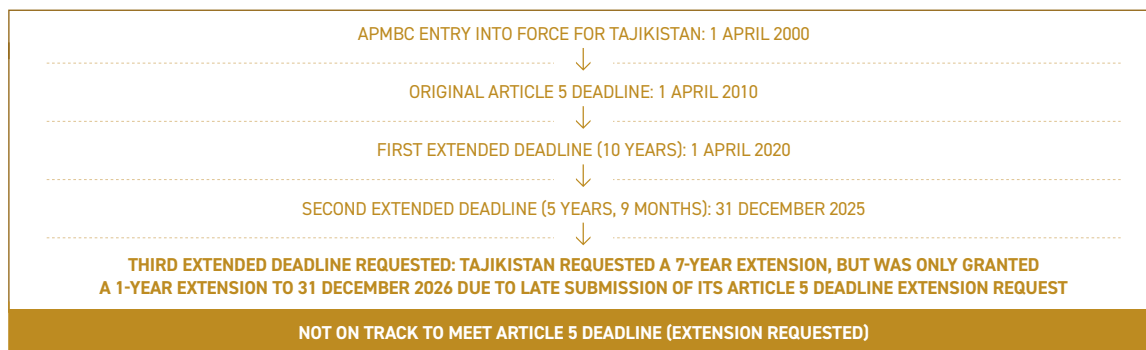 APMBC ENTRY INTO FORCE FOR TAJIKISTAN: 1 APRIL 2000
ORIGINAL ARTICLE 5 DEADLINE: 1 APRIL 2010
FIRST EXTENDED DEADLINE (10 YEARS): 1 APRIL 2020
SECOND EXTENDED DEADLINE (5 YEARS, 9 MONTHS): 31 DECEMBER 2025
THIRD EXTENDED DEADLINE REQUESTED: TAJIKISTAN REQUESTED A 7-YEAR EXTENSION, BUT WAS ONLY GRANTED
A 1-YEAR EXTENSION TO 31 DECEMBER 2026 DUE TO LATE SUBMISSION OF ITS ARTICLE 5 DEADLINE EXTENSION REQUEST
NOT ON TRACK TO MEET ARTICLE 5 DEADLINE (EXTENSION REQUESTED)